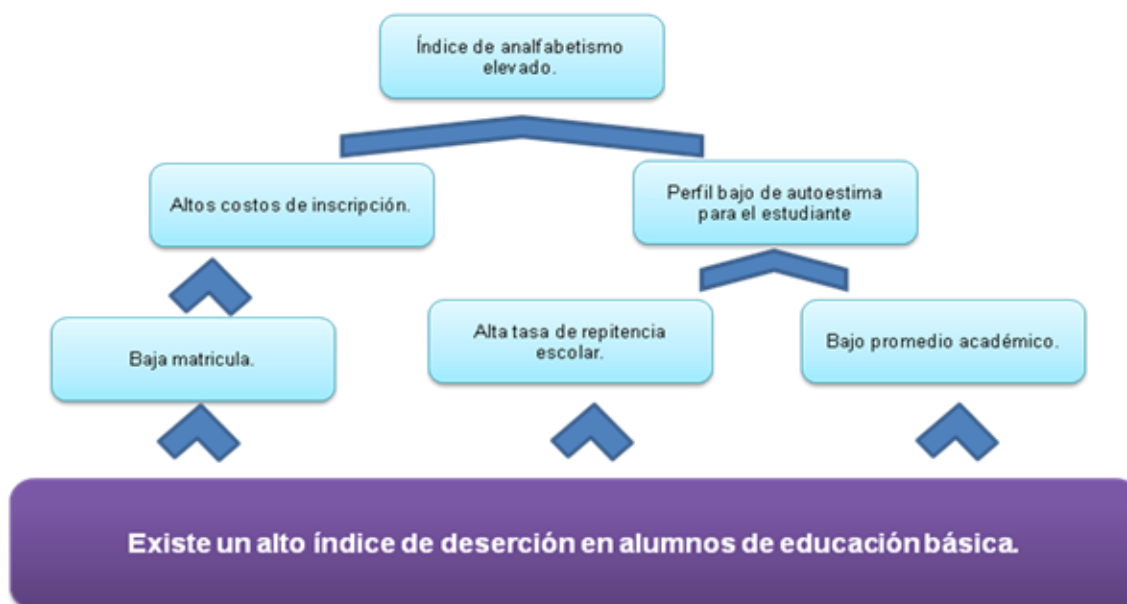 Índice de analfabetismo
elevado.
Altos costos de inscripción.
Perfil bajo de autoestima
para el estudiante
Baja matricula.
Alta tasa de repitencia
escolar.
Bajo promedio académico.
Existe un alto índice de deserción en alumnos de educación básica.